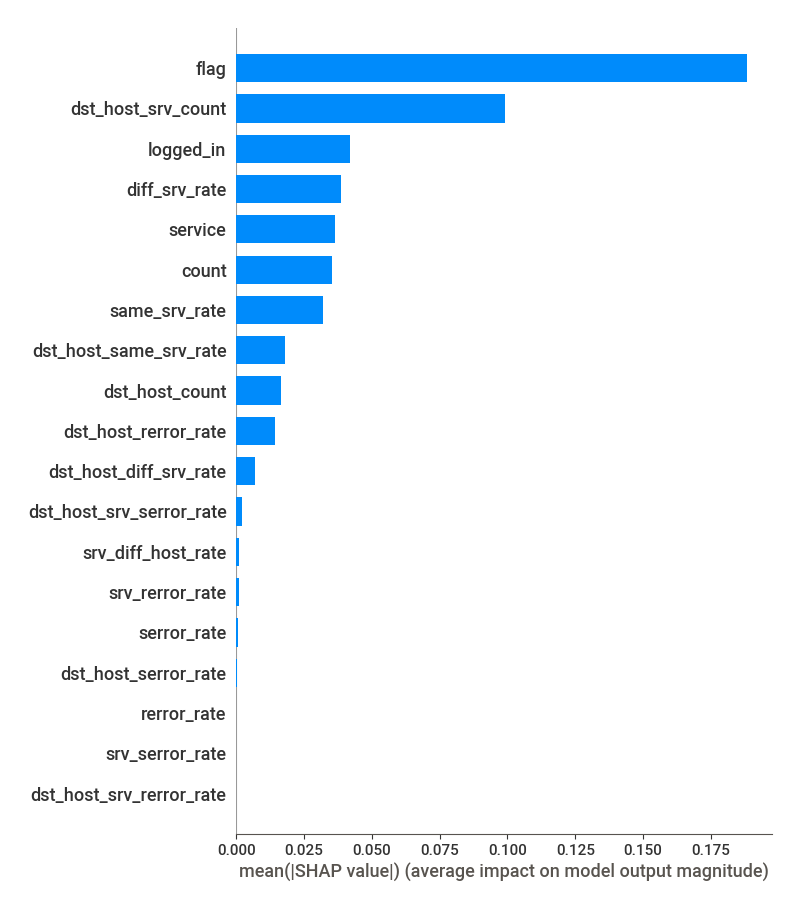 flag
dst_host_srv_count
logged_in
diff_srv_rate
service
count
same_srv_rate
dst_host_same_srv_rate
dst_host_count
dst_host_rerror_rate
dst_host_diff_srv_rate
dst_host_srv_serror_rate
srv_diff_host_rate
srv_rerror_rate
serror_rate
dst_host_serror_rate
rerror_rate
srv_serror_rate
dst_host_srv_rerror_rate
0.000 0.025 0.050 0.075 0.100 0.125 0.150 0.175
mean(|SHAP value|) (average impact on model output magnitude)